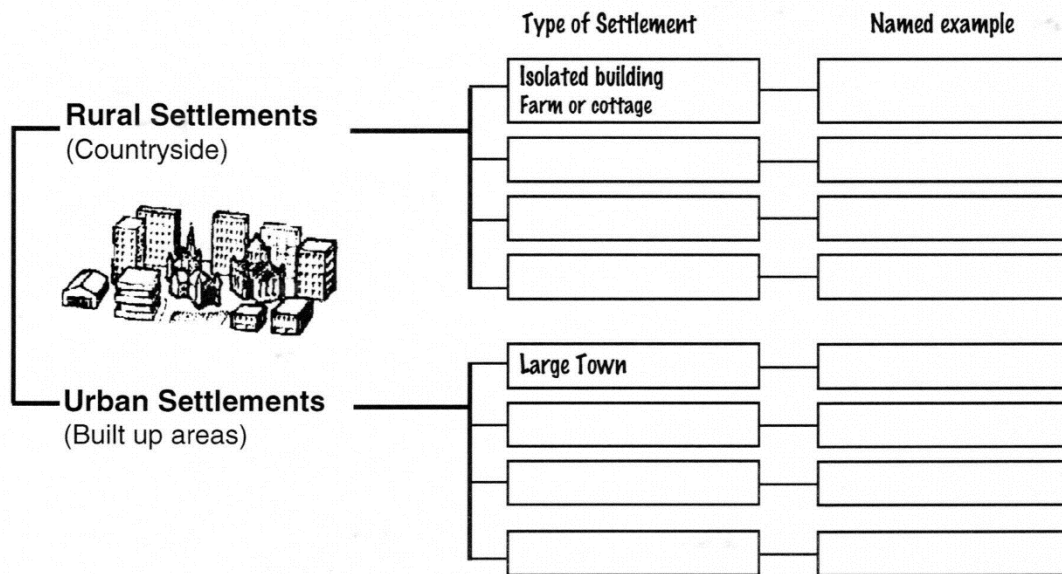 Type of Settlement
Named example
Isolated building
Farm or cottage
Rural Settlements
(Countryside)
Large Town
Urban Settlements
(Built up areas)